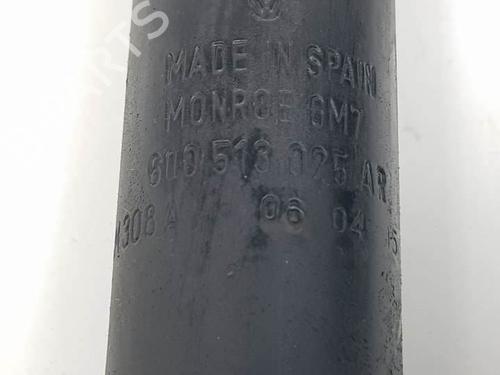 MADE IN SPAIN
MONROE GM7
6Q0 513 025 AR
06 04